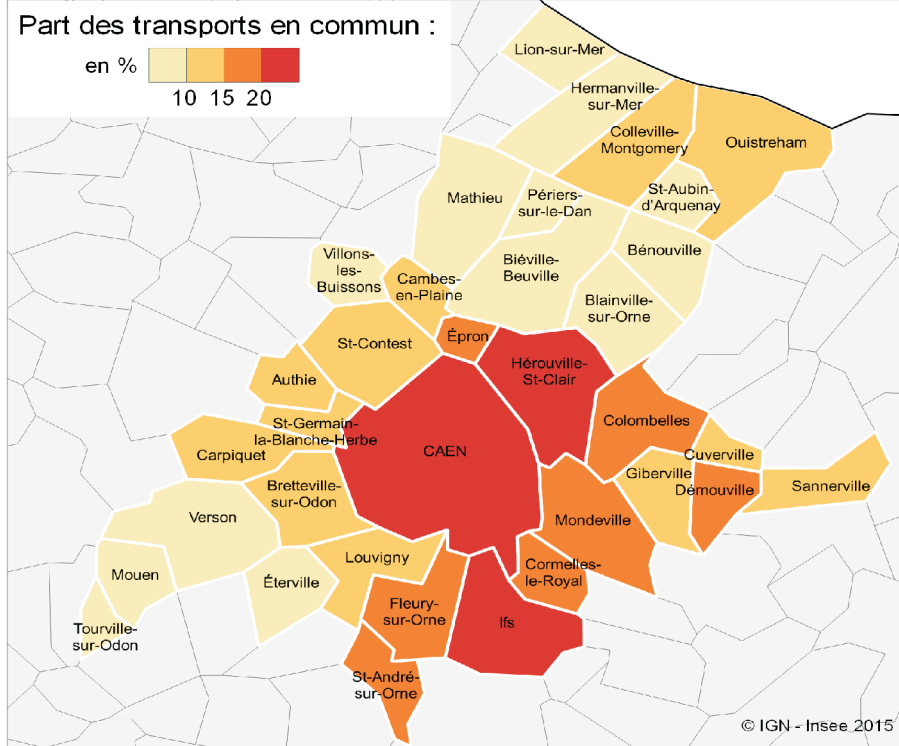 Part des transports en commun :
en %
10 15 20
Lion-sur-Mer
Hermanville-
sur-Mer
Colleville-
Montgomery
Ouistreham
St-Aubin-
d'Arquenay
Mathieu
Périers-
sur-le-Dan
Bénouville
Biéville-
Beuville
Villons-
les-
Buissons
Cambes-
en-Plaine
Blainville-
sur-Orne
Épron
St-Contest
Hérouville-
St-Clair
Authie
St-Germain-
la-Blanche-Herbe
Colombelles
CAEN
Carpiquet
Cuverville
Giberville
Démouville
Sannerville
Bretteville-
sur-Odon
Verson
Mondeville
Louvigny
Cormelles-
le-Royal
Mouen
Éterville
Fleury-
sur-Orne
Ifs
Tourville-
sur-Odon
St-André-
sur-Orne
© IGN - Insee 2015